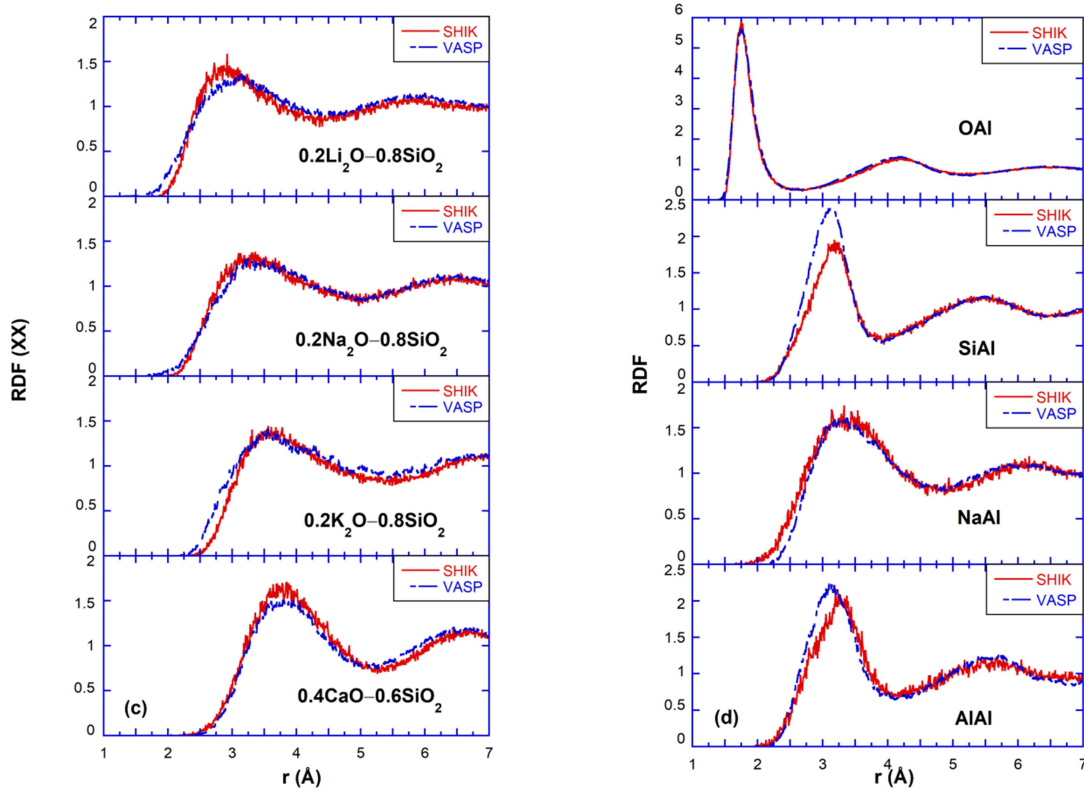 RDF (XX)
2
1.5
1
0.5
0
SHIK
VASP
0.2Li₂O–0.8SiO₂
2
1.5
1
0.5
0
SHIK
VASP
0.2Na₂O–0.8SiO₂
2
1.5
1
0.5
0
SHIK
VASP
0.2K₂O–0.8SiO₂
2
1.5
1
0.5
0
SHIK
VASP
(c)
0.4CaO–0.6SiO₂
1 2 3 4 5 6 7
r (Å)
RDF
6
5
4
3
2
1
0
SHIK
VASP
OAl
2.5
2
1.5
1
0.5
0
SHIK
VASP
SiAl
2
1.5
1
0.5
0
SHIK
VASP
NaAl
2.5
2
1.5
1
0.5
0
SHIK
VASP
(d)
AlAl
1 2 3 4 5 6 7
r (Å)